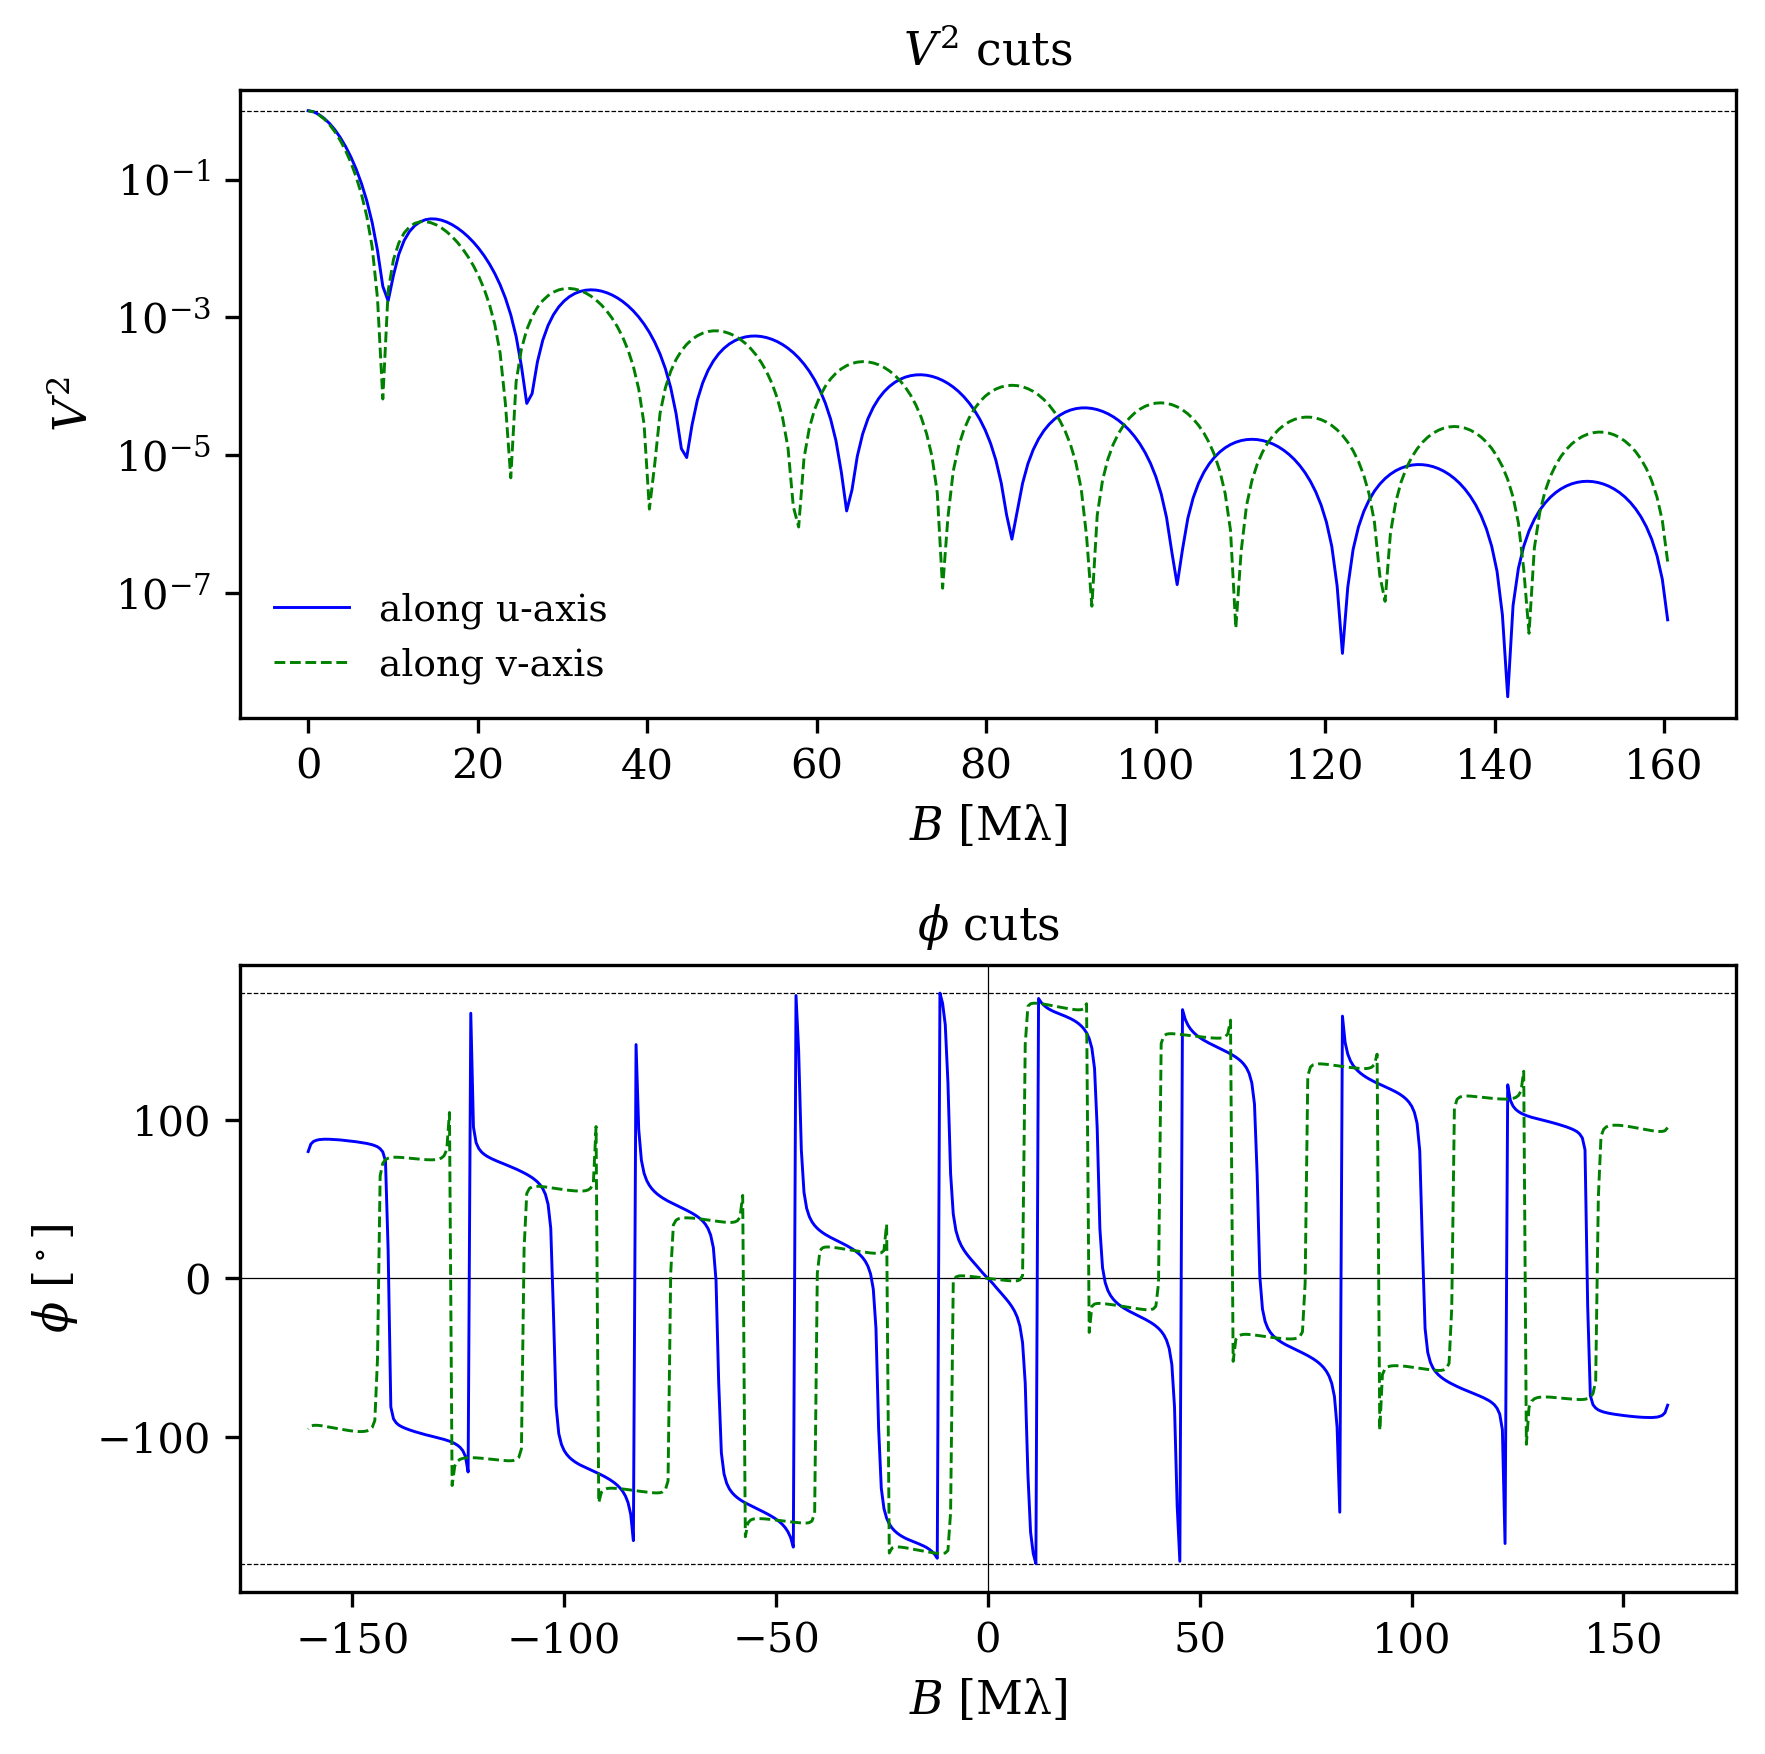 V² cuts
10⁻¹
10⁻³
10⁻⁵
10⁻⁷
V²
along u-axis
along v-axis
0 20 40 60 80 100 120 140 160
B [Mλ]
ϕ cuts
100
0
−100
ϕ [°]
−150 −100 −50 0 50 100 150
B [Mλ]